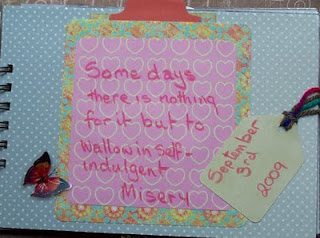 Some days
there is nothing
for it but to
wallow in self-
indulgent
Misery
September
3rd
2009